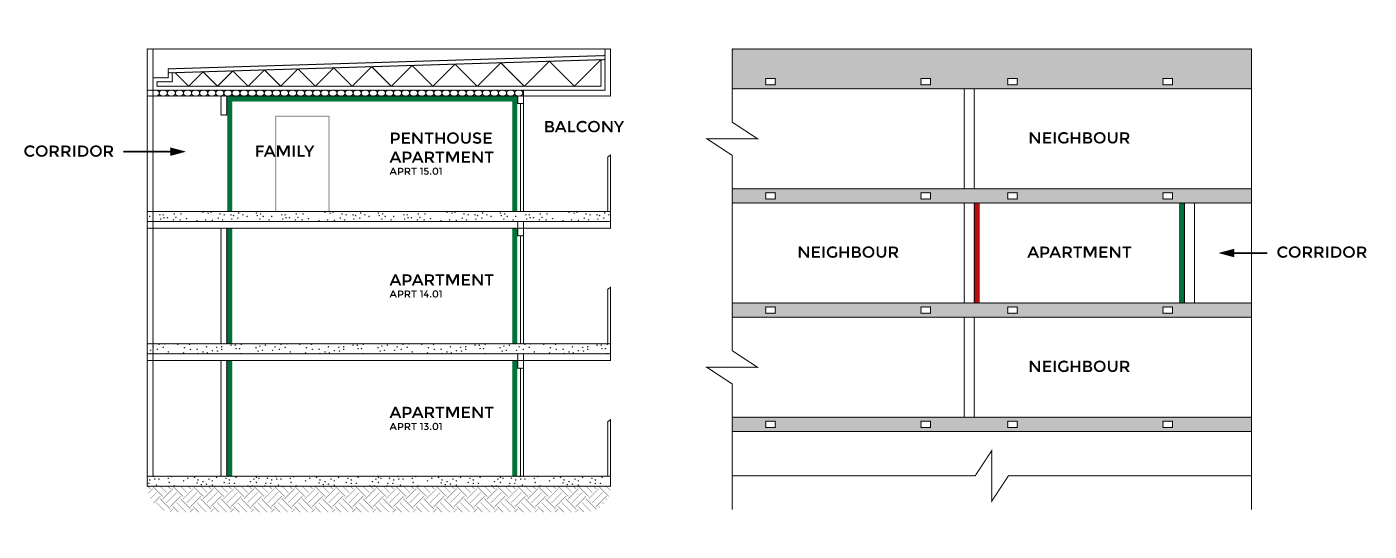 BALCONY
CORRIDOR
FAMILY
PENTHOUSE
APARTMENT
APRT 15.01
APARTMENT
APRT 14.01
APARTMENT
APRT 13.01
NEIGHBOUR
NEIGHBOUR
APARTMENT
CORRIDOR
NEIGHBOUR